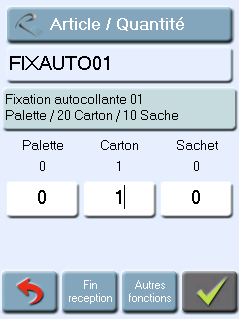 Article / Quantité
FIXAUTO01
Fixation autocollante 01
Palette / 20 Carton / 10 Sache
Palette Carton Sachet
0 1 0
0 1 0
Fin reception
Autres fonctions